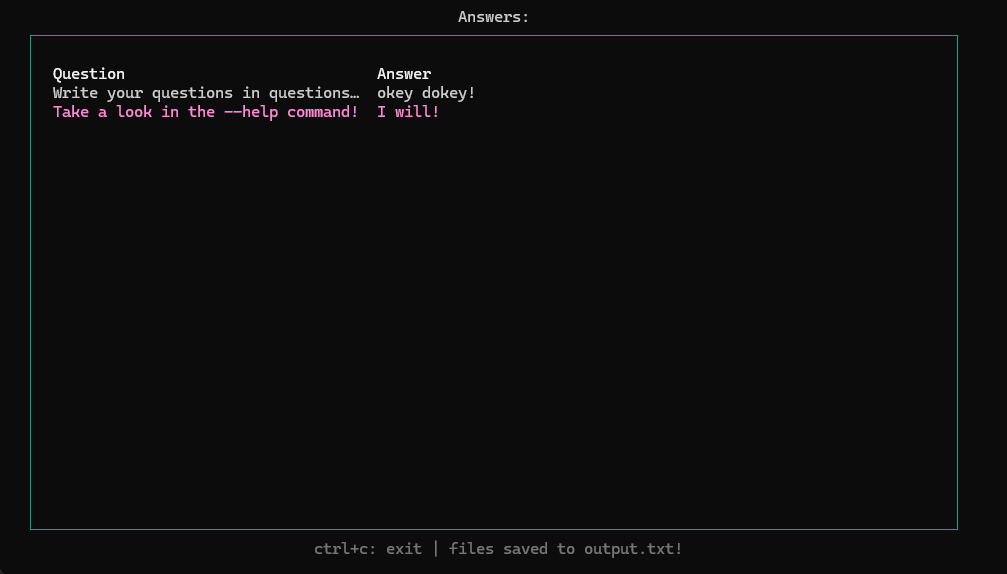 Answers:
Question Answer
Write your questions in questions… okey dokey!
Take a look in the --help command! I will!
ctrl+c: exit | files saved to output.txt!